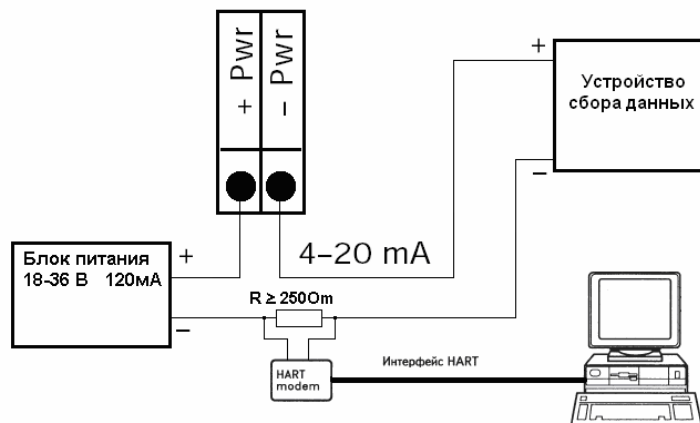 + Pwr
− Pwr
+
Устройство
сбора данных
−
4−20 mA
Блок питания
18-36 В 120мА
+
−
R ≥ 250Om
Интерфейс HART
HART
modem